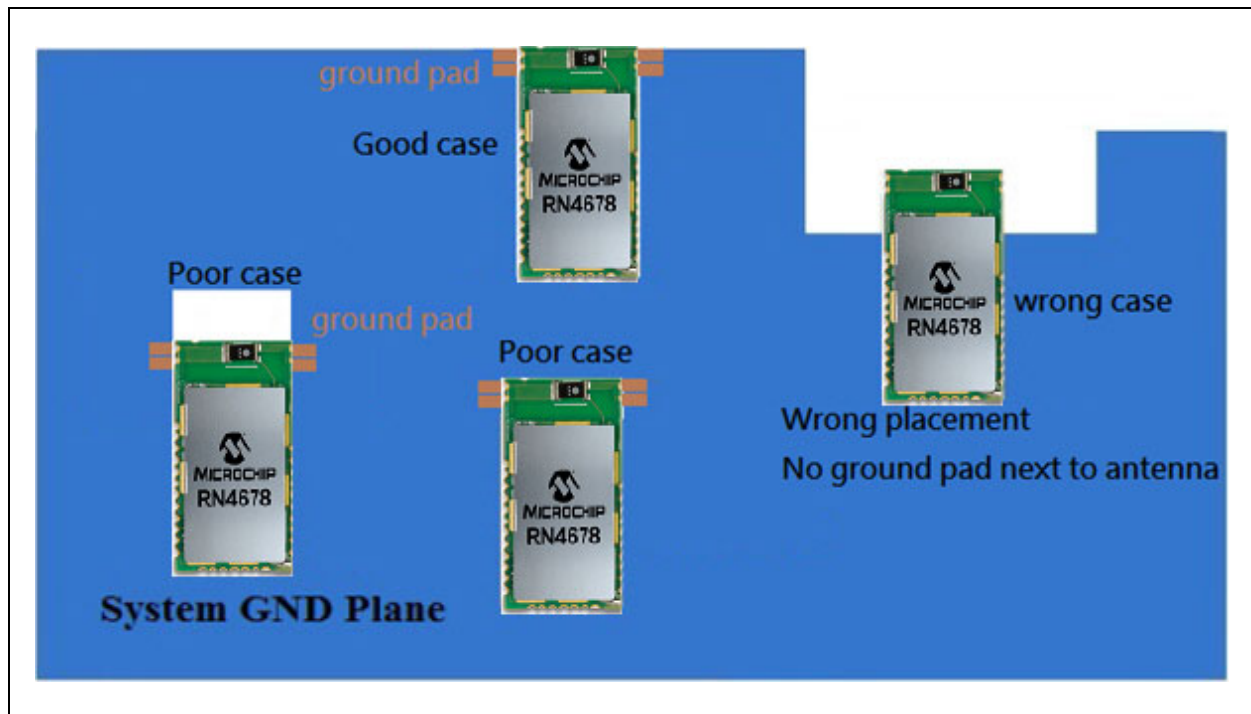 ground pad
Good case
MICROCHIP
RN4678
Poor case
ground pad
MICROCHIP
RN4678
Poor case
MICROCHIP
RN4678
MICROCHIP
RN4678
wrong case
Wrong placement
No ground pad next to antenna
System GND Plane